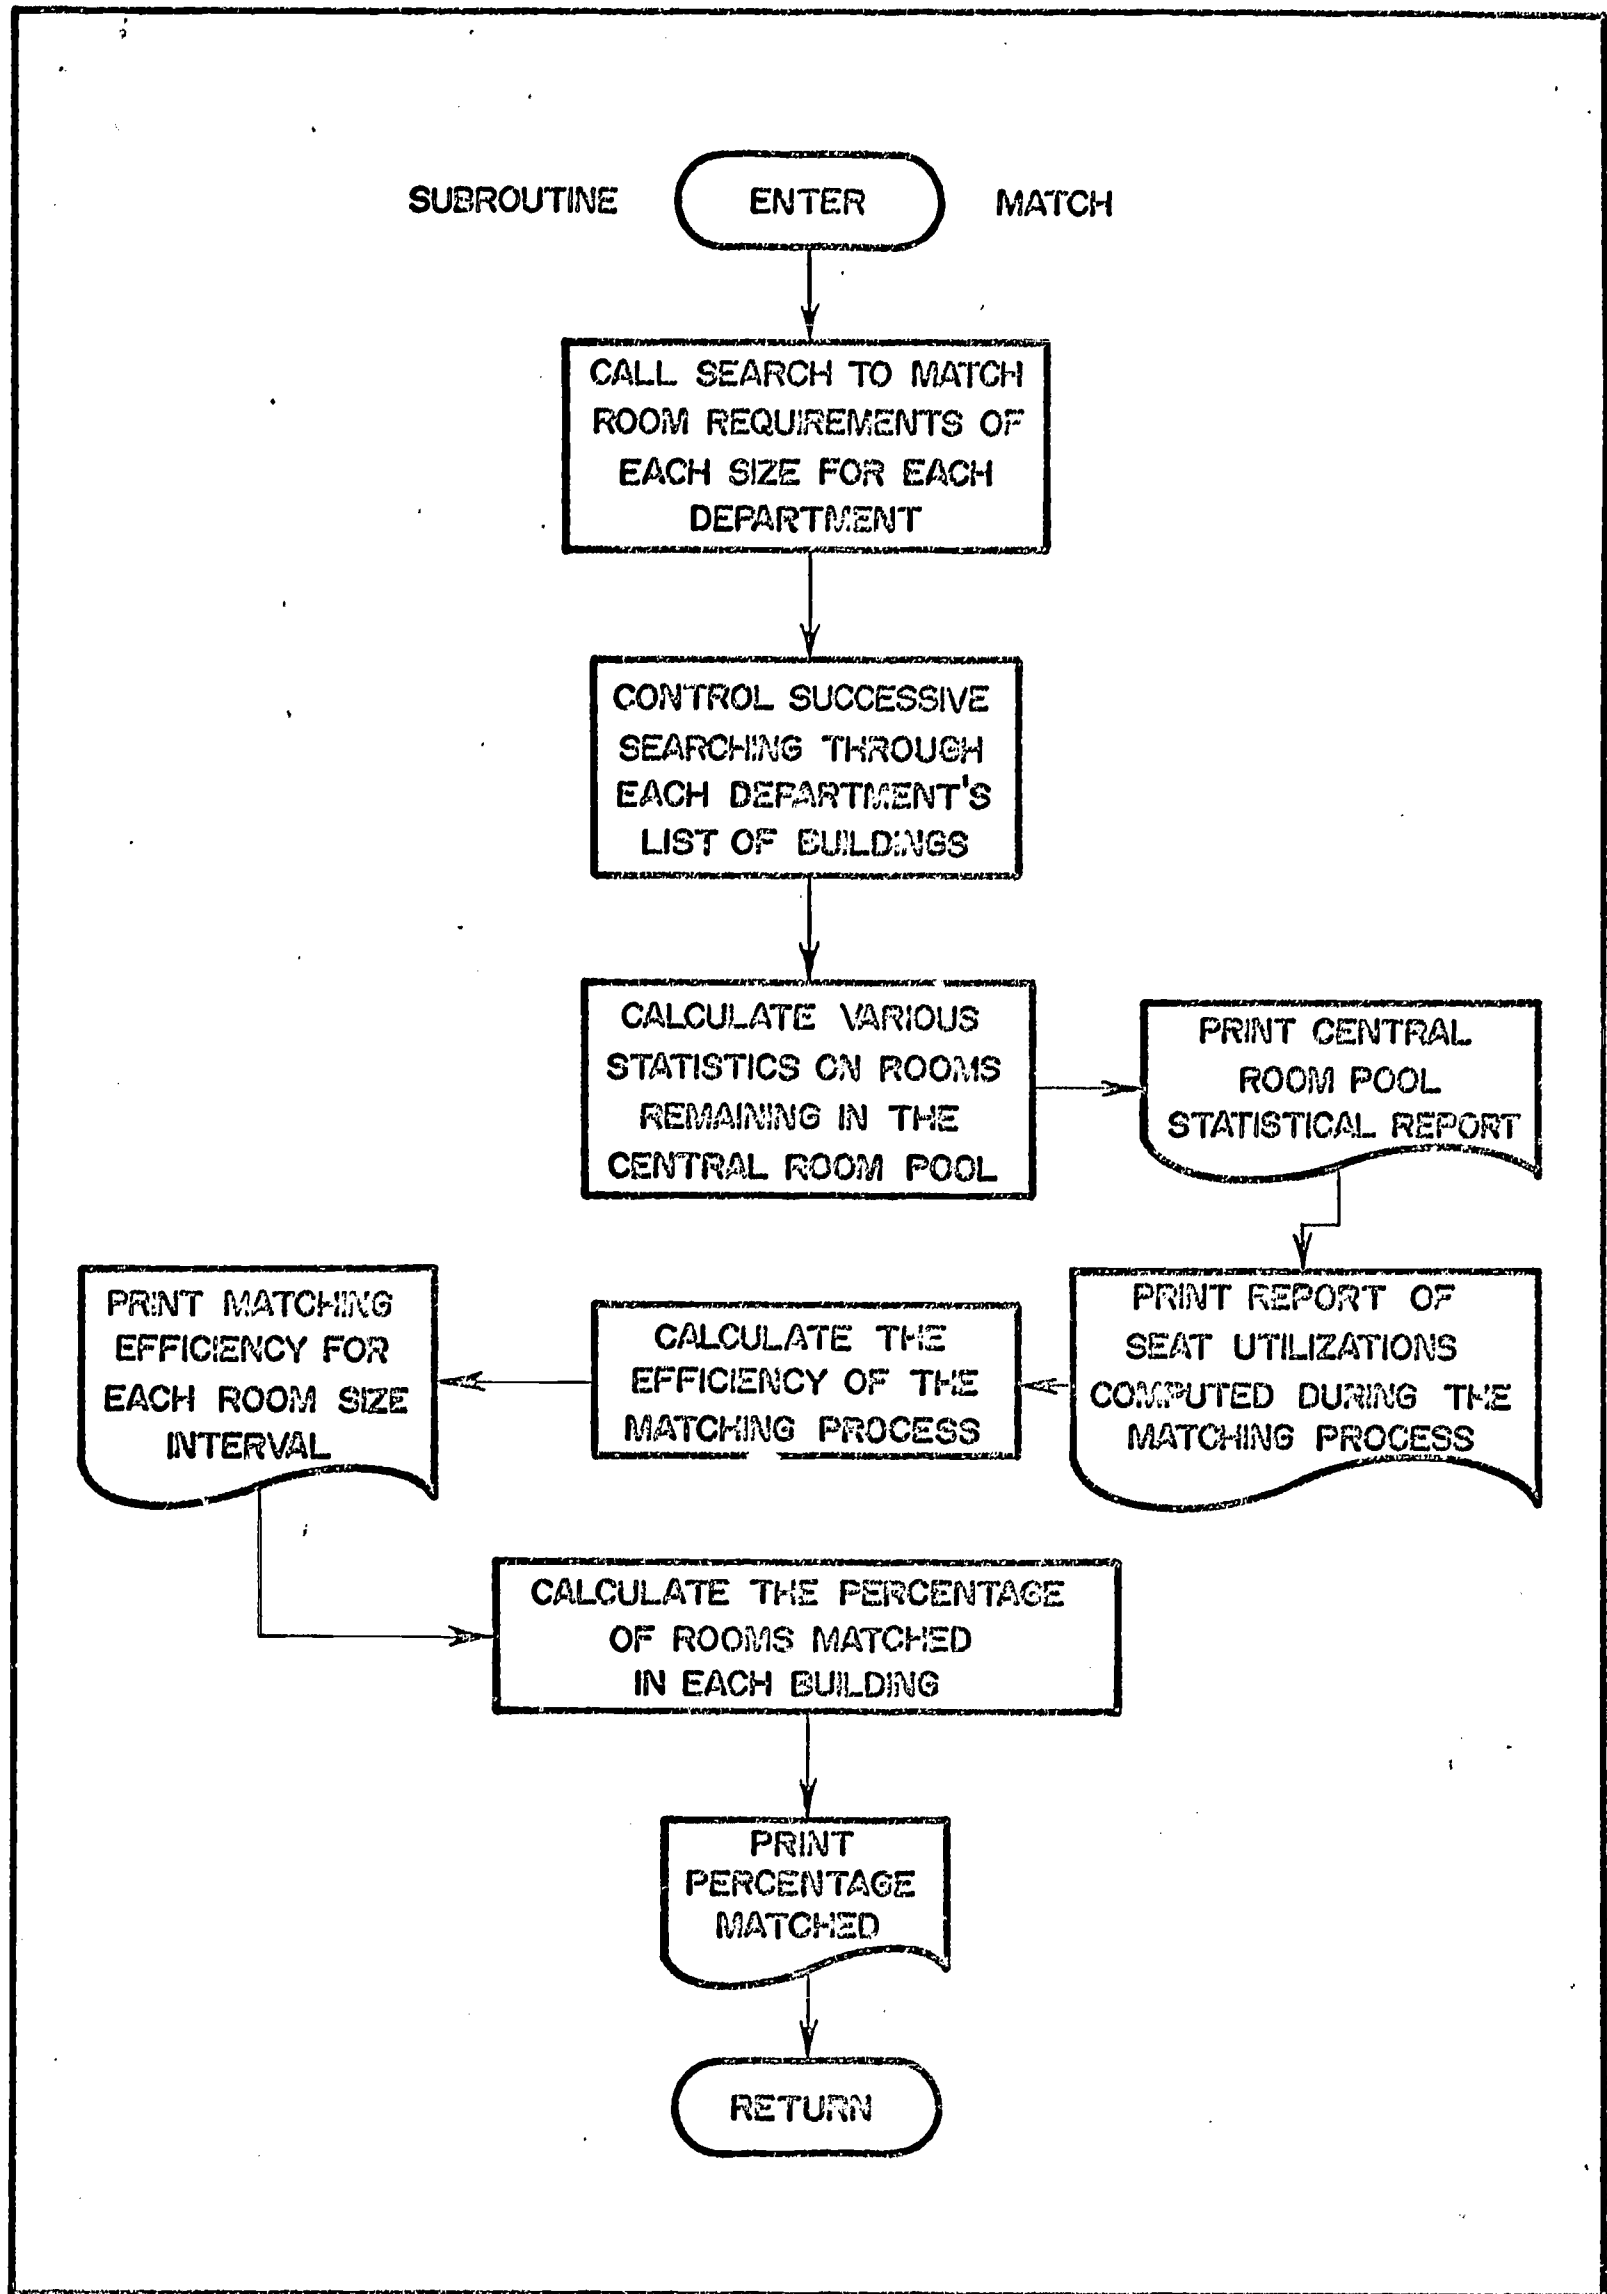 SUBROUTINE ENTER MATCH
CALL SEARCH TO MATCH
ROOM REQUIREMENTS OF
EACH SIZE FOR EACH
DEPARTMENT
CONTROL SUCCESSIVE
SEARCHING THROUGH
EACH DEPARTMENT'S
LIST OF BUILDINGS
CALCULATE VARIOUS
STATISTICS ON ROOMS
REMAINING IN THE
CENTRAL ROOM POOL
PRINT CENTRAL
ROOM POOL
STATISTICAL REPORT
PRINT REPORT OF
SEAT UTILIZATIONS
COMPUTED DURING THE
MATCHING PROCESS
CALCULATE THE
EFFICIENCY OF THE
MATCHING PROCESS
PRINT MATCHING
EFFICIENCY FOR
EACH ROOM SIZE
INTERVAL
CALCULATE THE PERCENTAGE
OF ROOMS MATCHED
IN EACH BUILDING
PRINT
PERCENTAGE
MATCHED
RETURN